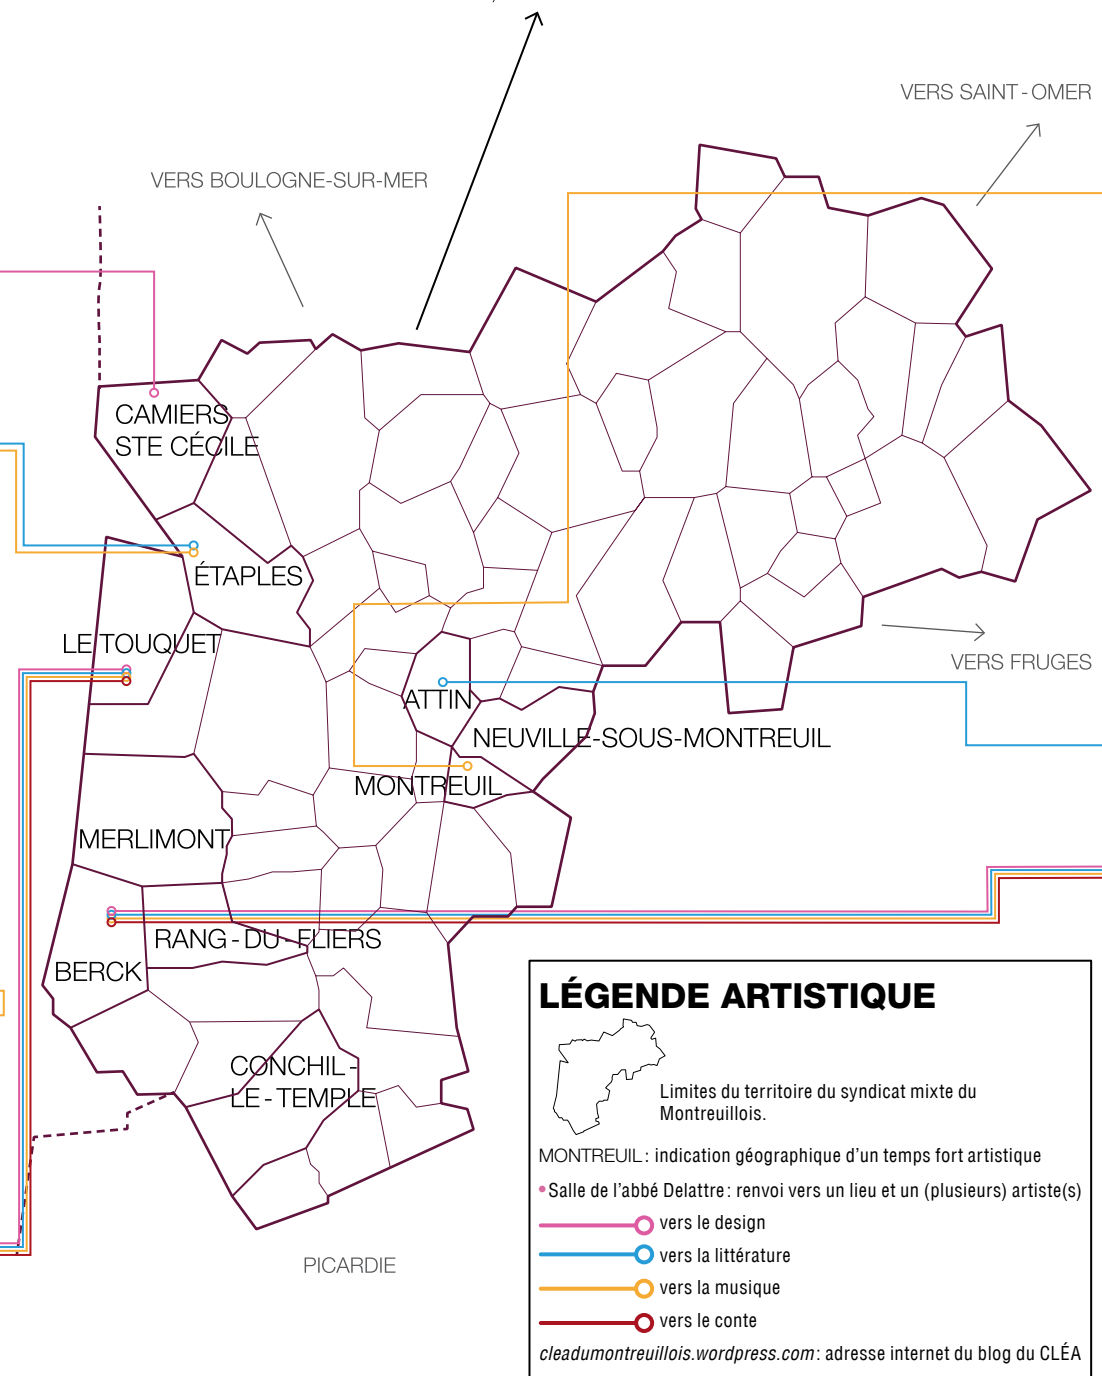 VERS SAINT-OMER
VERS BOULOGNE-SUR-MER
CAMIERS
STE CÉCILE
ÉTAPLES
LE TOUQUET
VERS FRUGES
ATTIN
NEUVILLE-SOUS-MONTREUIL
MONTREUIL
MERLIMONT
RANG-DU-FLIERS
BERCK
CONCHIL-
LE-TEMPLE
PICARDIE
LÉGENDE ARTISTIQUE
Limites du territoire du syndicat mixte du
Montreuillois.
MONTREUIL : indication géographique d'un temps fort artistique
• Salle de l'abbé Delattre : renvoi vers un lieu et un (plusieurs) artiste(s)
vers le design
vers la littérature
vers la musique
vers le conte
cleadumontreuillois.wordpress.com : adresse internet du blog du CLÉA